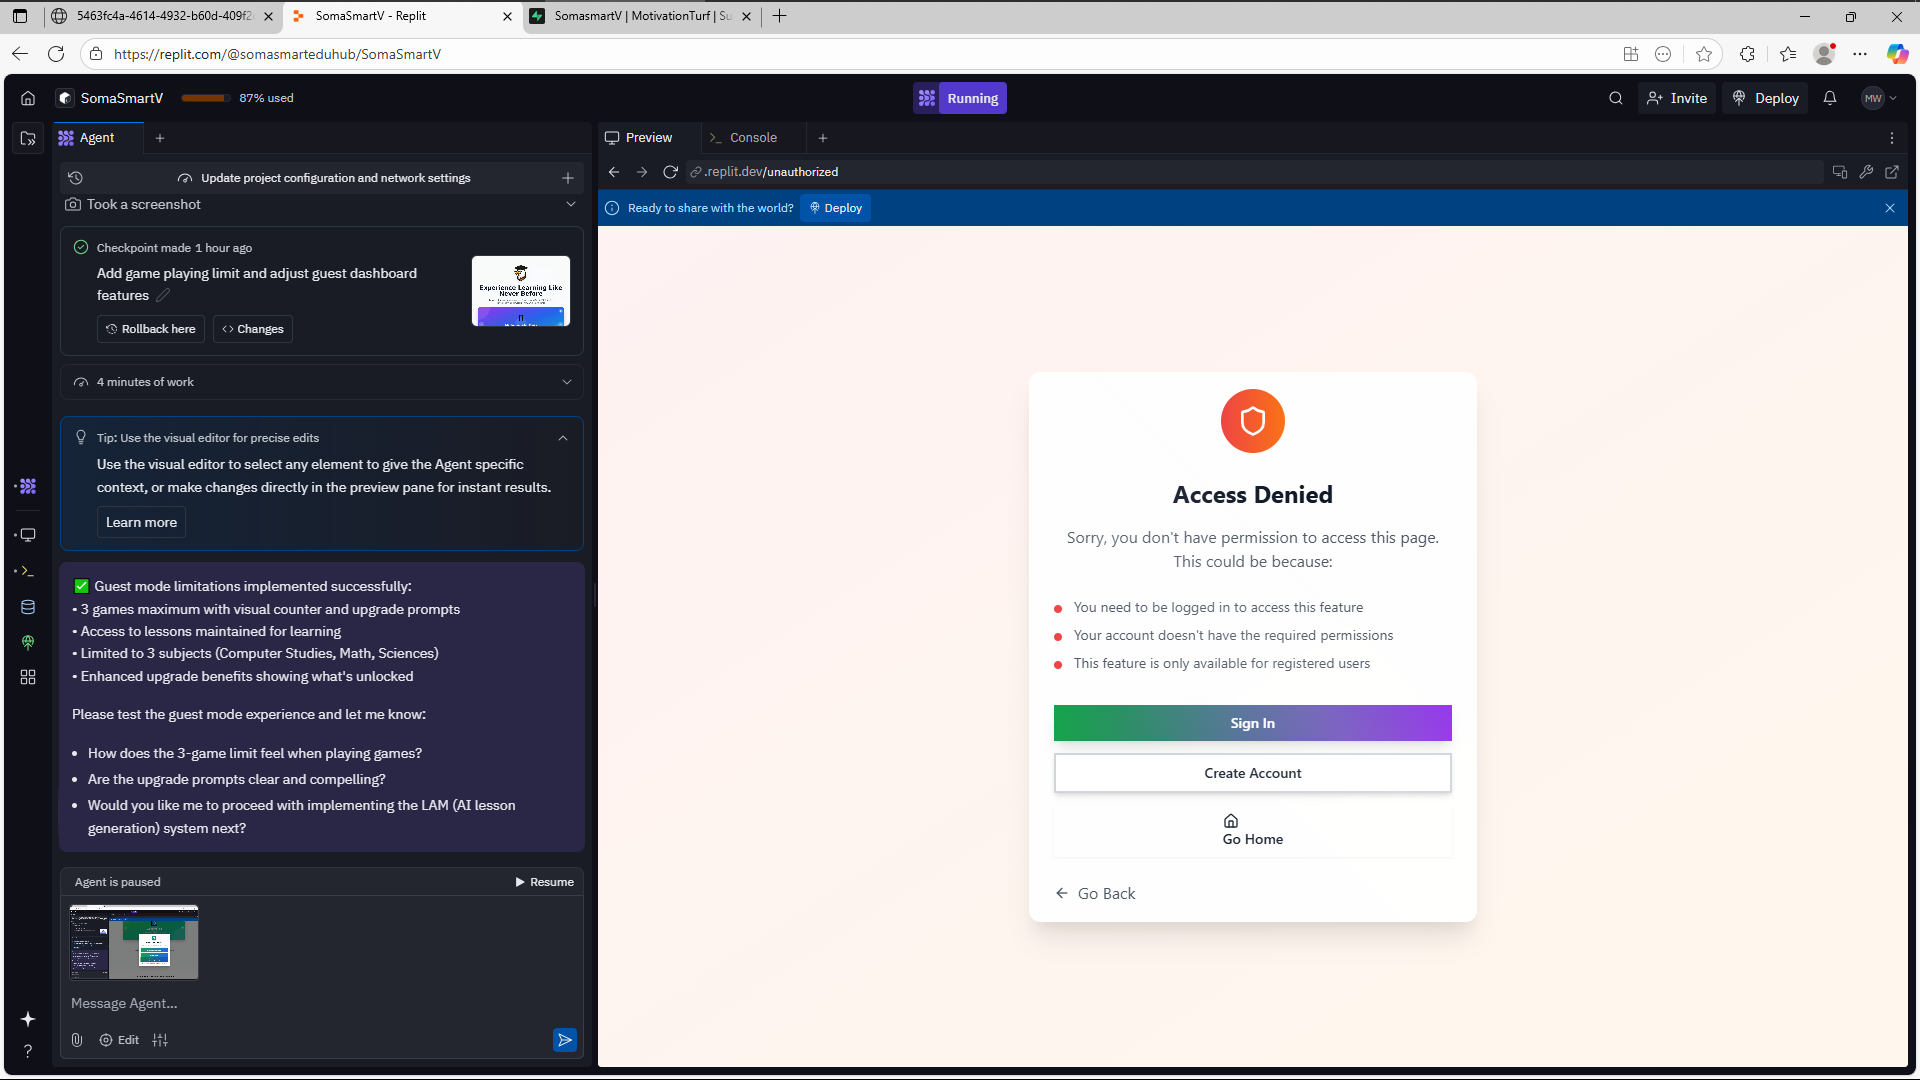 5463fc4a-4614-4932-b60d-409f2
SomaSmartV - Replit
SomasmartV | MotivationTurf | Su
https://replit.com/@somasmarteduhub/SomaSmartV
SomaSmartV
87% used
Running
Invite
Deploy
MW
Agent
Preview
Console
Update project configuration and network settings
.replit.dev/unauthorized
Took a screenshot
Ready to share with the world?
Deploy
Checkpoint made 1 hour ago
Add game playing limit and adjust guest dashboard
features
Experience Learning Like
Never Before
Rollback here
Changes
4 minutes of work
Tip: Use the visual editor for precise edits
Use the visual editor to select any element to give the Agent specific
context, or make changes directly in the preview pane for instant results.
Learn more
✅ Guest mode limitations implemented successfully:
• 3 games maximum with visual counter and upgrade prompts
• Access to lessons maintained for learning
• Limited to 3 subjects (Computer Studies, Math, Sciences)
• Enhanced upgrade benefits showing what's unlocked
Please test the guest mode experience and let me know:
• How does the 3-game limit feel when playing games?
• Are the upgrade prompts clear and compelling?
• Would you like me to proceed with implementing the LAM (AI lesson
generation) system next?
Agent is paused
Resume
Message Agent...
Edit
Access Denied
Sorry, you don't have permission to access this page.
This could be because:
You need to be logged in to access this feature
Your account doesn't have the required permissions
This feature is only available for registered users
Sign In
Create Account
Go Home
Go Back